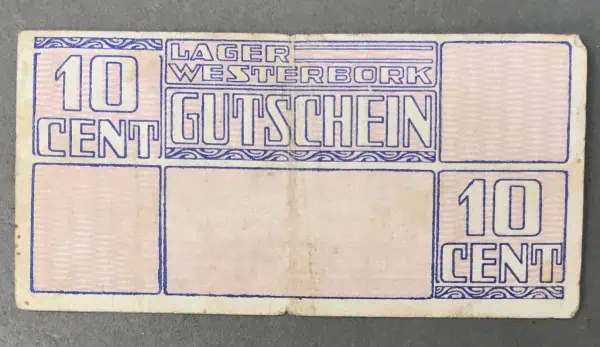 10
CENT
LAGER
WESTERBORK
GUTSCHEIN
10
CENT